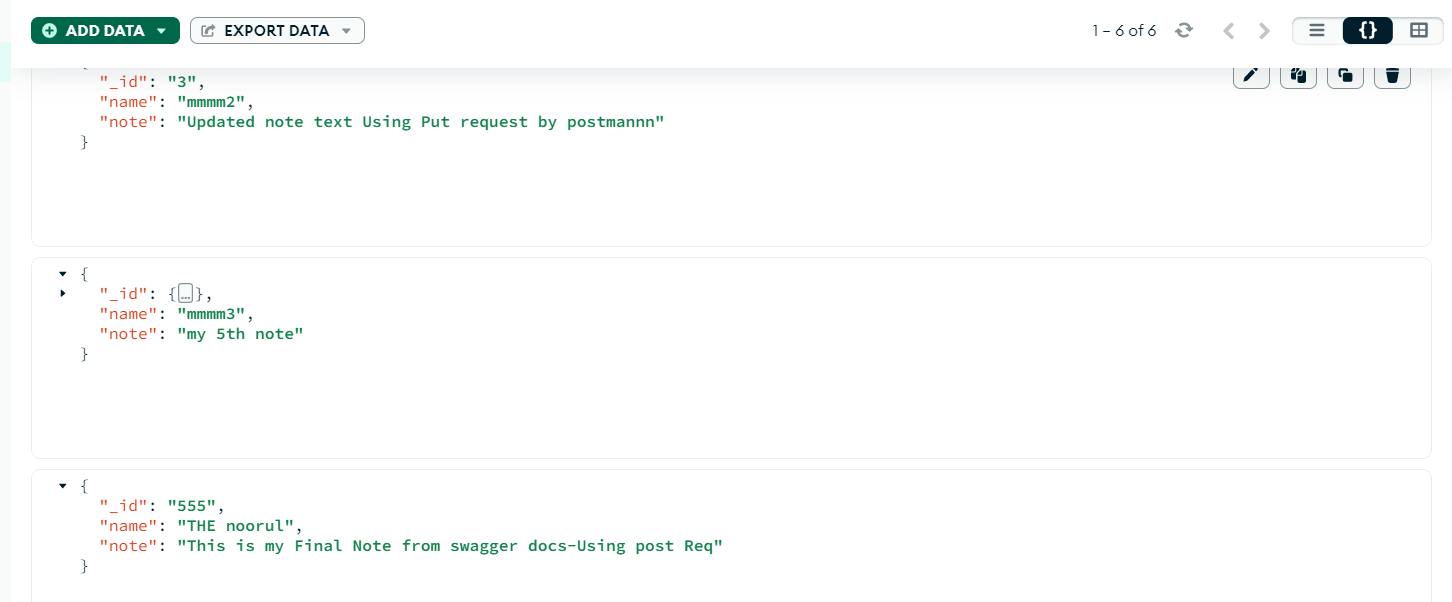 ADD DATA
EXPORT DATA
1 – 6 of 6
{}
"_id": "3",
"name": "mmmm2",
"note": "Updated note text Using Put request by postmannn"
}
{
"_id": {…},
"name": "mmmm3",
"note": "my 5th note"
}
{
"_id": "555",
"name": "THE noorul",
"note": "This is my Final Note from swagger docs-Using post Req"
}